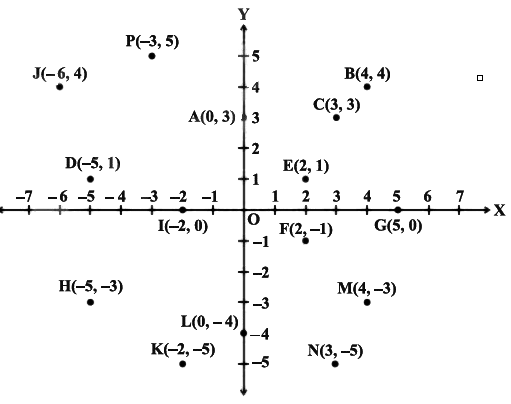 Y
P(–3, 5)
5
J(–6, 4)
B(4, 4)
4
C(3, 3)
A(0, 3)
3
2
D(–5, 1)
E(2, 1)
1
–7 –6 –5 –4 –3 –2 –1
1 2 3 4 5 6 7
X
O
I(–2, 0)
F(2, –1)
G(5, 0)
–1
–2
H(–5, –3)
M(4, –3)
–3
L(0, –4)
–4
K(–2, –5)
N(3, –5)
–5